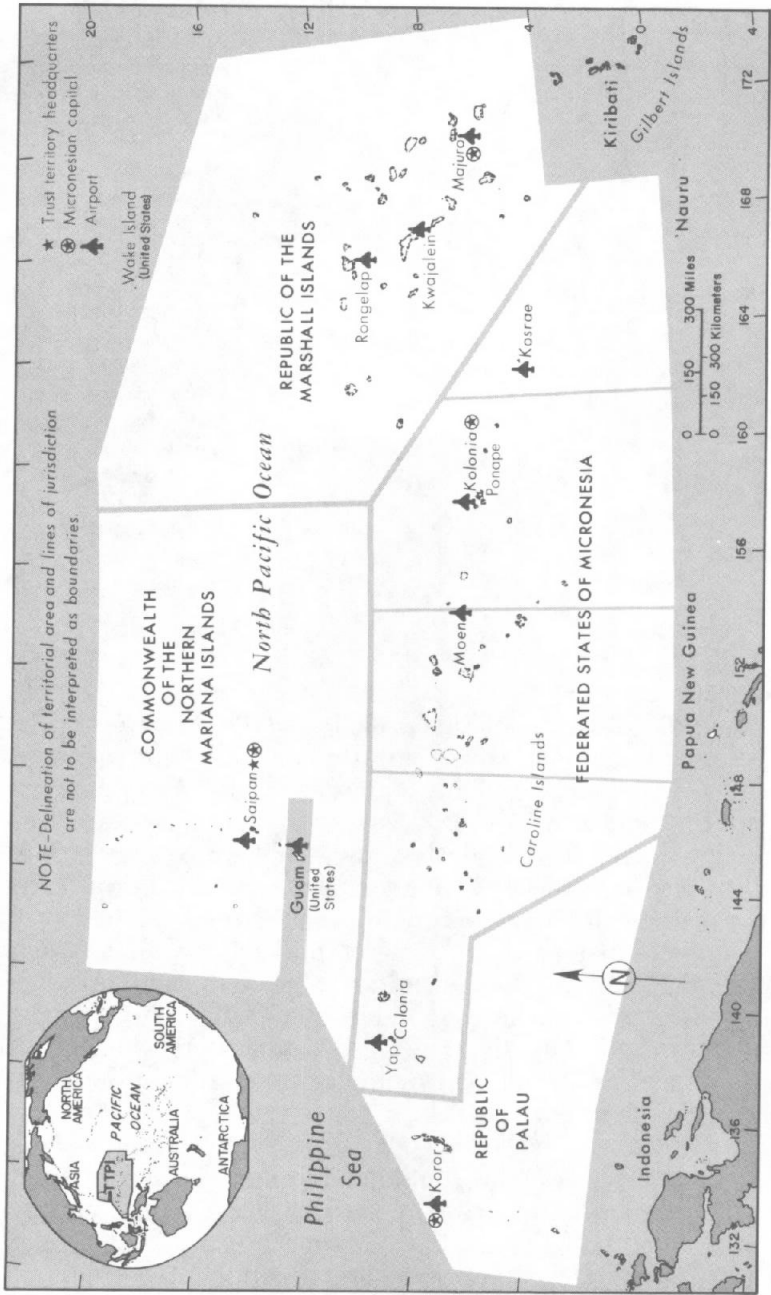 NOTE–Delineation of territorial area and lines of jurisdiction
are not to be interpreted as boundaries.
★ Trust territory headquarters
Micronesian capital
Airport
Wake Island
(United States)
NORTH
AMERICA
ASIA
PACIFIC
OCEAN
TTPI
SOUTH
AMERICA
AUSTRALIA
ANTARCTICA
COMMONWEALTH
OF THE
NORTHERN
MARIANA ISLANDS
Saipan
North Pacific Ocean
Guam
(United
States)
Philippine
Sea
REPUBLIC OF THE
MARSHALL ISLANDS
Rongelap
Kwajalein
Majura
Yap
Colonia
Koror
REPUBLIC
OF
PALAU
Caroline Islands
Moen
Kolonia
Ponape
Kosrae
FEDERATED STATES OF MICRONESIA
Kiribati
Gilbert Islands
Nauru
Papua New Guinea
Indonesia
N
0 150 300 Miles
0 150 300 Kilometers
20
16
12
8
4
0
4
132 136 140 144 148 152 156 160 164 168 172